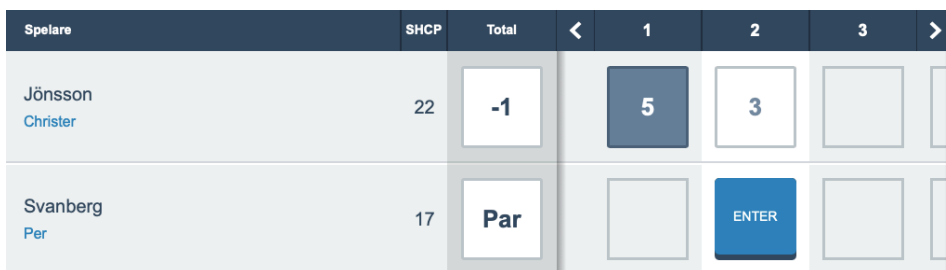 Spelare SHCP Total < 1 2 3 >
Jönsson
Christer
22 -1 5 3
Svanberg
Per
17 Par ENTER